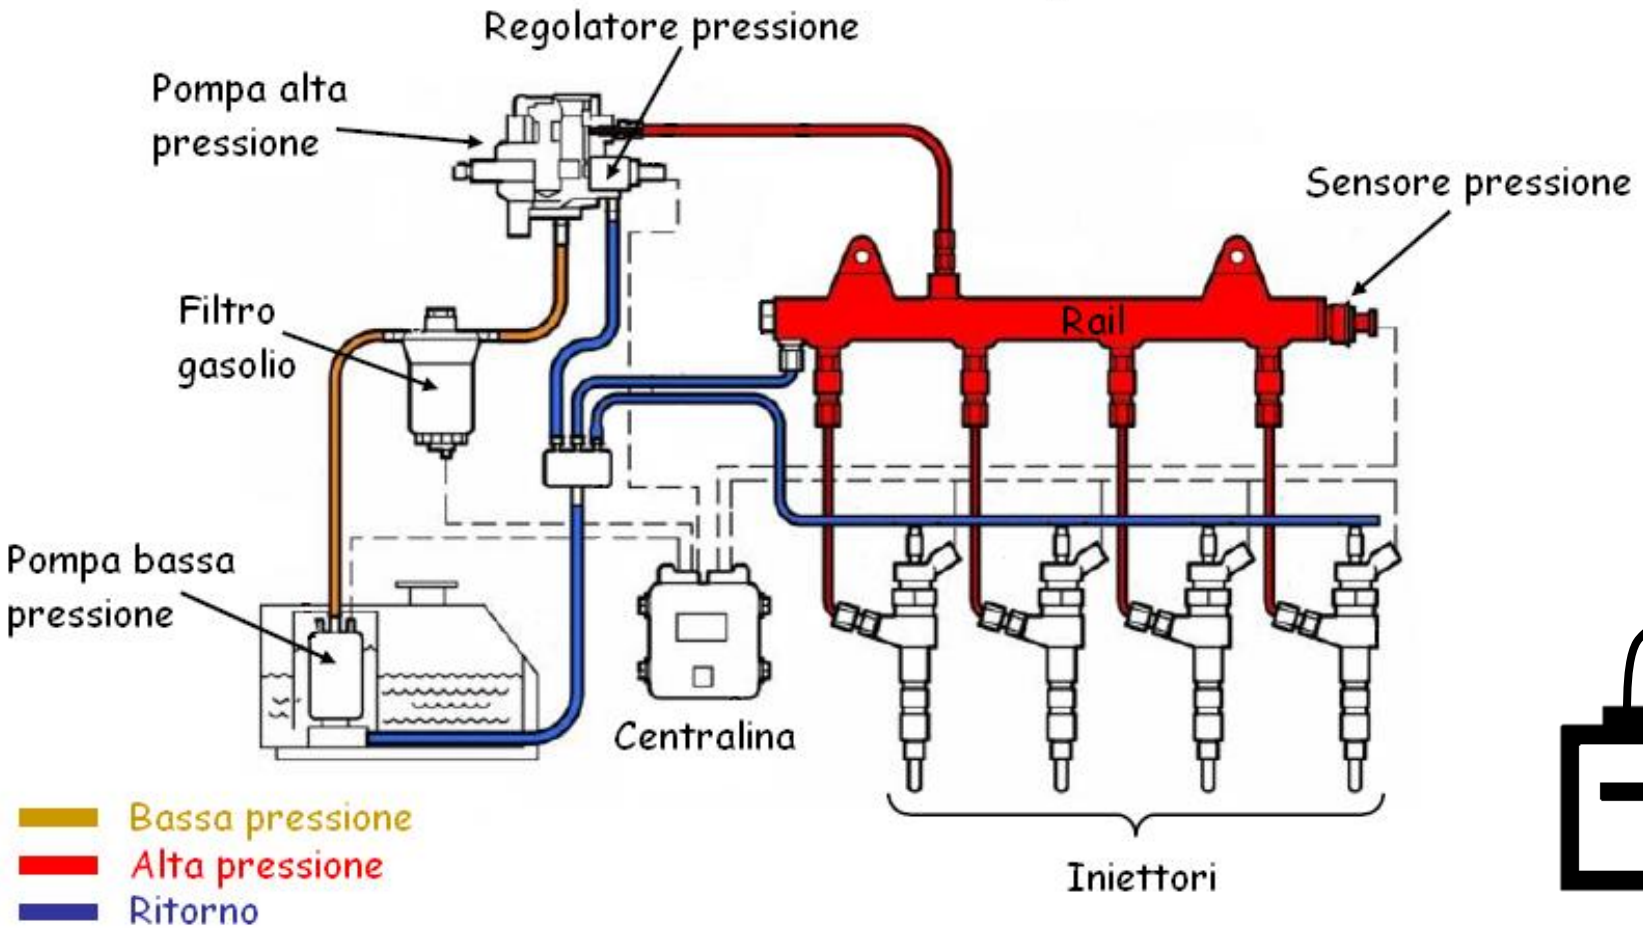 Regolatore pressione
Pompa alta
pressione
Sensore pressione
Filtro
gasolio
Rail
Pompa bassa
pressione
Centralina
Iniettori
Bassa pressione
Alta pressione
Ritorno